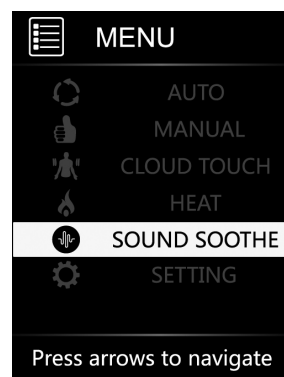 MENU
AUTO
MANUAL
CLOUD TOUCH
HEAT
SOUND SOOTHE
SETTING
Press arrows to navigate